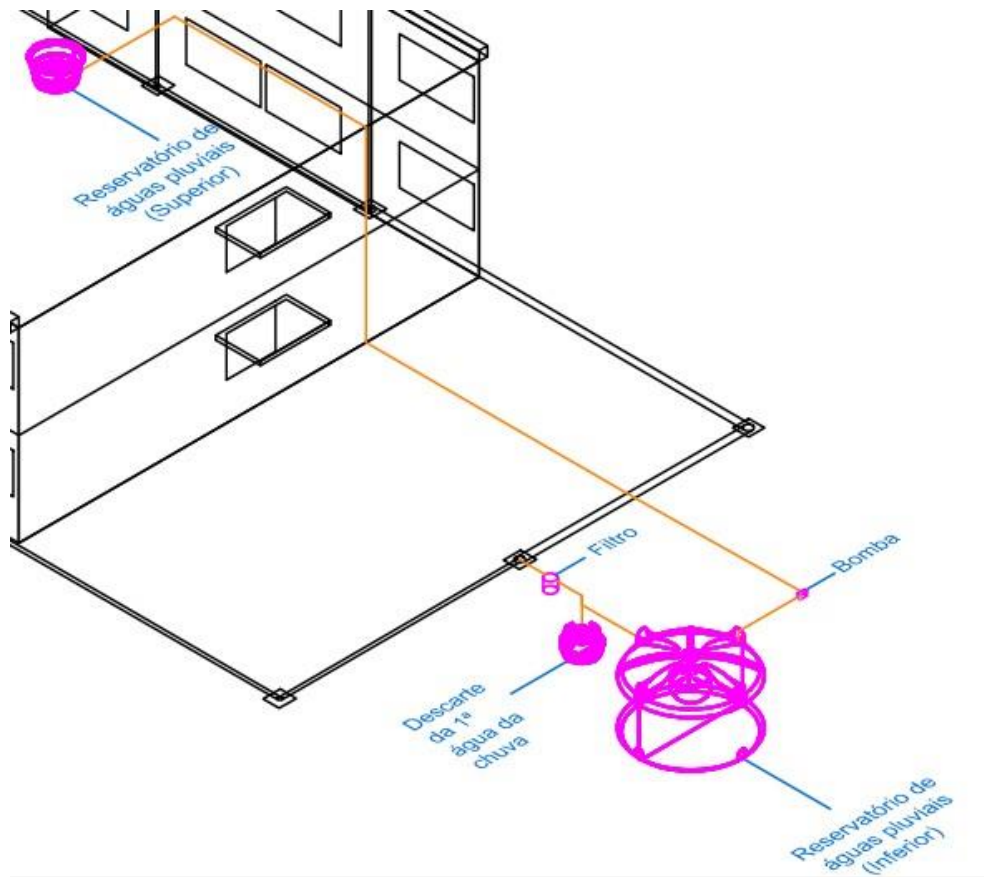 Reservatório de
águas pluviais
(Superior)
Filtro
Bomba
Descarte
da 1ª
água da
chuva
Reservatório de
águas pluviais
(Inferior)